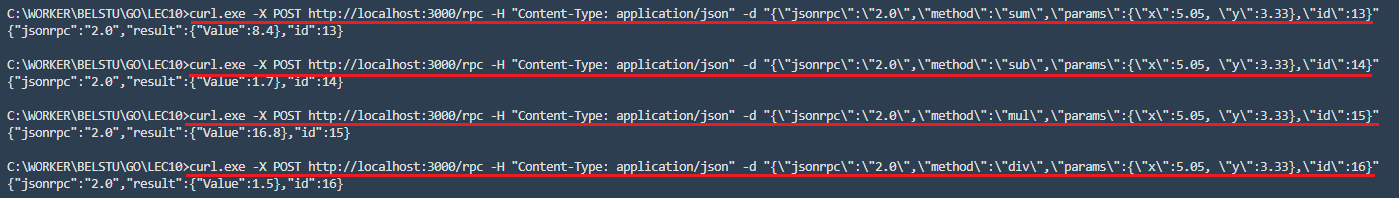 C:\WORKER\BELSTU\GO\LEC10>curl.exe -X POST http://localhost:3000/rpc -H "Content-Type: application/json" -d "{\"jsonrpc\":\"2.0\",\"method\":\"sum\",\"params\":{\"x\":5.05, \"y\":3.33},\"id\":13}"
{"jsonrpc":"2.0","result":{"Value":8.4},"id":13}
C:\WORKER\BELSTU\GO\LEC10>curl.exe -X POST http://localhost:3000/rpc -H "Content-Type: application/json" -d "{\"jsonrpc\":\"2.0\",\"method\":\"sub\",\"params\":{\"x\":5.05, \"y\":3.33},\"id\":14}"
{"jsonrpc":"2.0","result":{"Value":1.7},"id":14}
C:\WORKER\BELSTU\GO\LEC10>curl.exe -X POST http://localhost:3000/rpc -H "Content-Type: application/json" -d "{\"jsonrpc\":\"2.0\",\"method\":\"mul\",\"params\":{\"x\":5.05, \"y\":3.33},\"id\":15}"
{"jsonrpc":"2.0","result":{"Value":16.8},"id":15}
C:\WORKER\BELSTU\GO\LEC10>curl.exe -X POST http://localhost:3000/rpc -H "Content-Type: application/json" -d "{\"jsonrpc\":\"2.0\",\"method\":\"div\",\"params\":{\"x\":5.05, \"y\":3.33},\"id\":16}"
{"jsonrpc":"2.0","result":{"Value":1.5},"id":16}